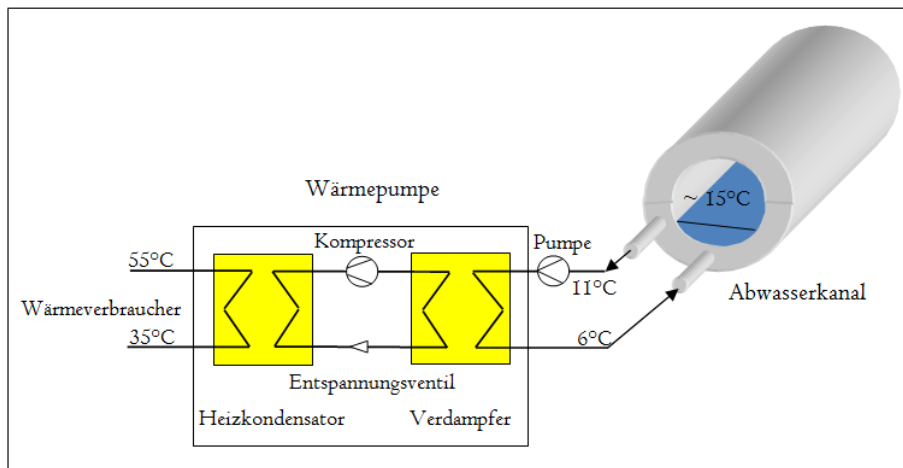 ~ 15°C
Wärmepumpe
Kompressor
Pumpe
55°C
11°C
Abwasserkanal
Wärmeverbraucher
35°C
6°C
Entspannungsventil
Heizkondensator
Verdampfer